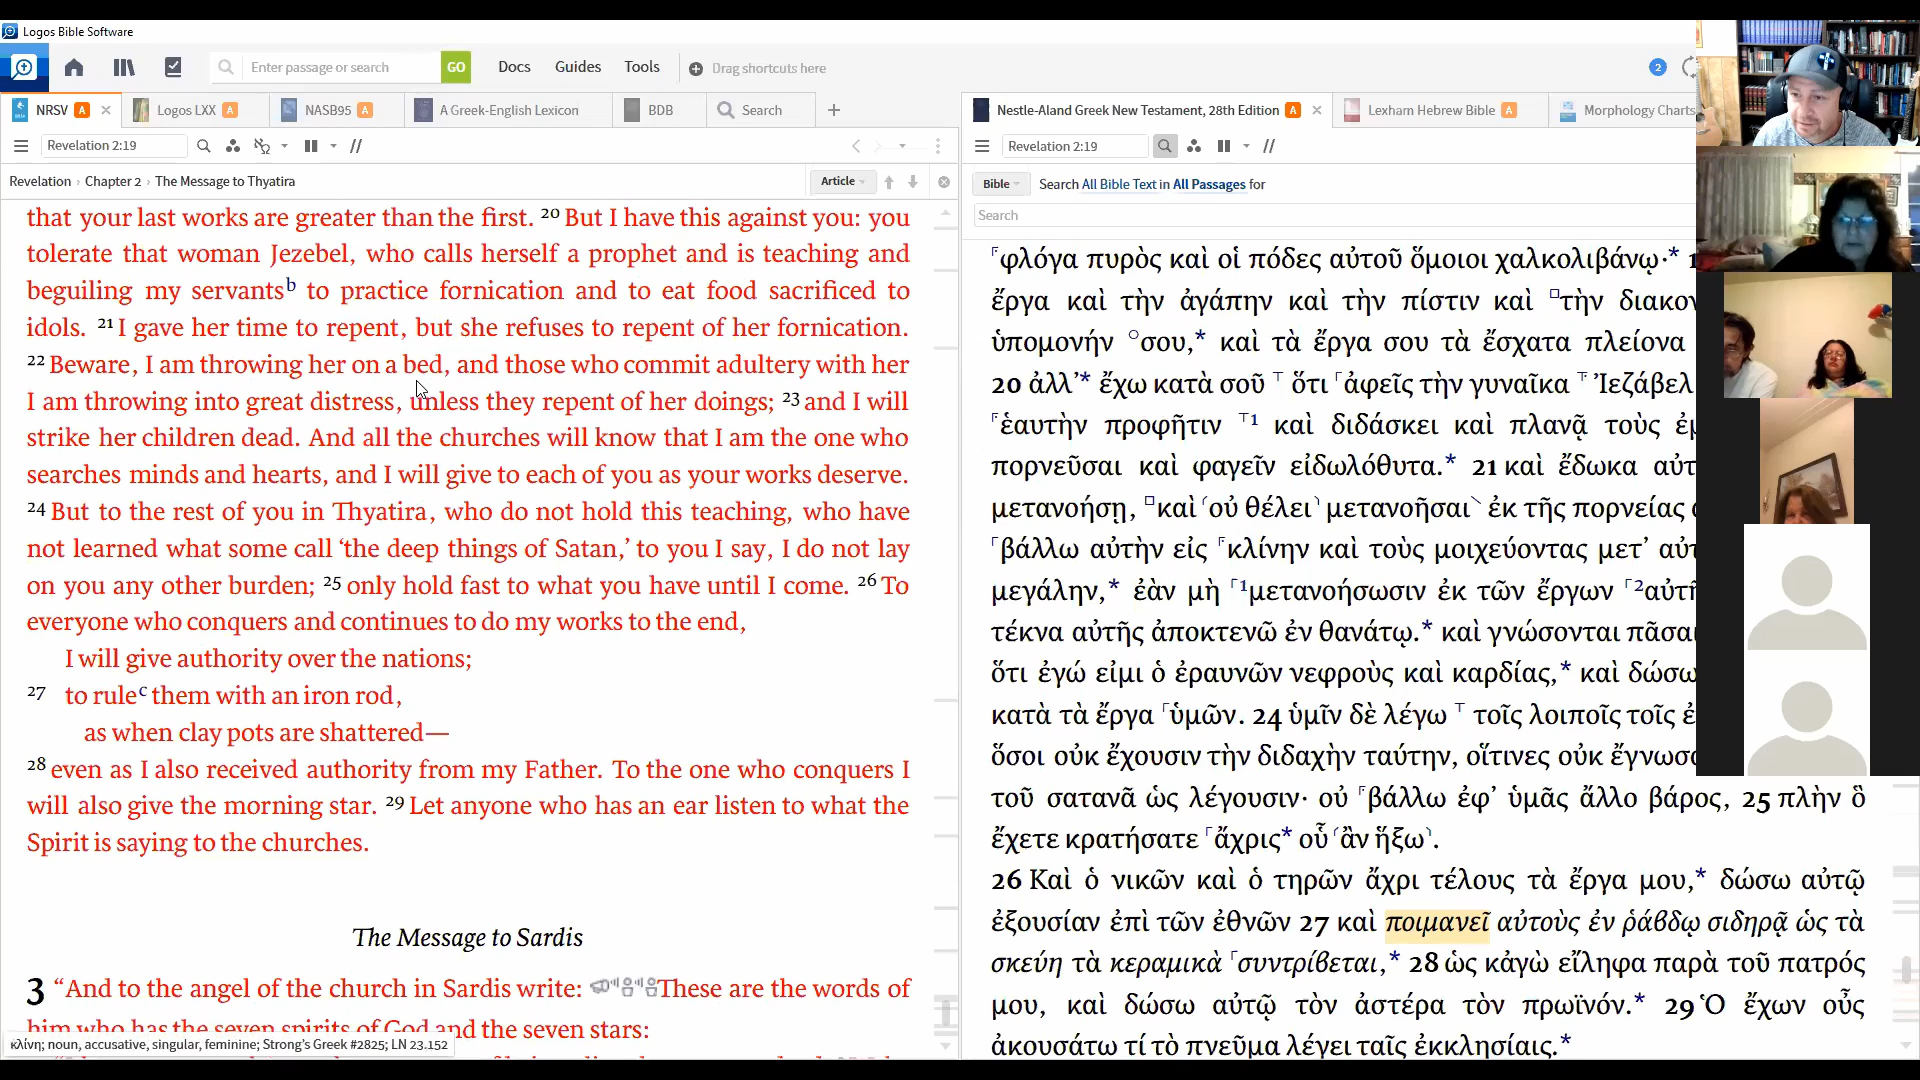 Logos Bible Software
Enter passage or search GO Docs Guides Tools Drag shortcuts here 2
NRSV A Logos LXX A NASB95 A A Greek-English Lexicon BDB Search
Nestle-Aland Greek New Testament, 28th Edition A Lexham Hebrew Bible A Morphology Charts
Revelation 2:19
Revelation 2:19
Revelation › Chapter 2 › The Message to Thyatira Article
Bible Search All Bible Text in All Passages for
Search
that your last works are greater than the first. 20 But I have this against you: you
tolerate that woman Jezebel, who calls herself a prophet and is teaching and
beguiling my servantsb to practice fornication and to eat food sacrificed to
idols. 21 I gave her time to repent, but she refuses to repent of her fornication.
22 Beware, I am throwing her on a bed, and those who commit adultery with her
I am throwing into great distress, unless they repent of her doings; 23 and I will
strike her children dead. And all the churches will know that I am the one who
searches minds and hearts, and I will give to each of you as your works deserve.
24 But to the rest of you in Thyatira, who do not hold this teaching, who have
not learned what some call ‘the deep things of Satan,’ to you I say, I do not lay
on you any other burden; 25 only hold fast to what you have until I come. 26 To
everyone who conquers and continues to do my works to the end,
I will give authority over the nations;
27 to rulec them with an iron rod,
as when clay pots are shattered—
28 even as I also received authority from my Father. To the one who conquers I
will also give the morning star. 29 Let anyone who has an ear listen to what the
Spirit is saying to the churches.
The Message to Sardis
3 “And to the angel of the church in Sardis write: These are the words of
him who has the seven spirits of God and the seven stars:
κλίνη; noun, accusative, singular, feminine; Strong’s Greek #2825; LN 23.152
⸀φλόγα πυρὸς καὶ οἱ πόδες αὐτοῦ ὅμοιοι χαλκολιβάνῳ·*
ἔργα καὶ τὴν ἀγάπην καὶ τὴν πίστιν καὶ ⸋τὴν διακον
ὑπομονήν ⸰σου,* καὶ τὰ ἔργα σου τὰ ἔσχατα πλείονα
20 ἀλλ’* ἔχω κατὰ σοῦ ⸆ ὅτι ⸀ἀφεῖς τὴν γυναῖκα ⸇ Ἰεζάβελ
⸁ἑαυτὴν προφῆτιν ⸆1 καὶ διδάσκει καὶ πλανᾷ τοὺς ἐμ
πορνεῦσαι καὶ φαγεῖν εἰδωλόθυτα.* 21 καὶ ἔδωκα αὐτ
μετανοήσῃ, ⸋καὶ ⸂οὐ θέλει⸃ μετανοῆσαι⸌ ἐκ τῆς πορνείας
⸀βάλλω αὐτὴν εἰς ⸁κλίνην καὶ τοὺς μοιχεύοντας μετ’ αὐτ
μεγάλην,* ἐὰν μὴ ⸀1μετανοήσωσιν ἐκ τῶν ἔργων ⸀2αὐτῆ
τέκνα αὐτῆς ἀποκτενῶ ἐν θανάτῳ.* καὶ γνώσονται πᾶσαι
ὅτι ἐγώ εἰμι ὁ ἐραυνῶν νεφροὺς καὶ καρδίας,* καὶ δώσω
κατὰ τὰ ἔργα ⸀ὑμῶν. 24 ὑμῖν δὲ λέγω ⸆ τοῖς λοιποῖς τοῖς ἐ
ὅσοι οὐκ ἔχουσιν τὴν διδαχὴν ταύτην, οἵτινες οὐκ ἔγνωσ
τοῦ σατανᾶ ὡς λέγουσιν· οὐ ⸀βάλλω ἐφ’ ὑμᾶς ἄλλο βάρος, 25 πλὴν ὃ
ἔχετε κρατήσατε ⸀ἄχρις* οὗ ⸂ἂν ἥξω⸃.
26 Καὶ ὁ νικῶν καὶ ὁ τηρῶν ἄχρι τέλους τὰ ἔργα μου,* δώσω αὐτῷ
ἐξουσίαν ἐπὶ τῶν ἐθνῶν 27 καὶ ποιμανεῖ αὐτοὺς ἐν ῥάβδῳ σιδηρᾷ ὡς τὰ
σκεύη τὰ κεραμικὰ ⸀συντρίβεται,* 28 ὡς κἀγὼ εἴληφα παρὰ τοῦ πατρός
μου, καὶ δώσω αὐτῷ τὸν ἀστέρα τὸν πρωϊνόν.* 29 Ὁ ἔχων οὖς
ἀκουσάτω τί τὸ πνεῦμα λέγει ταῖς ἐκκλησίαις.*